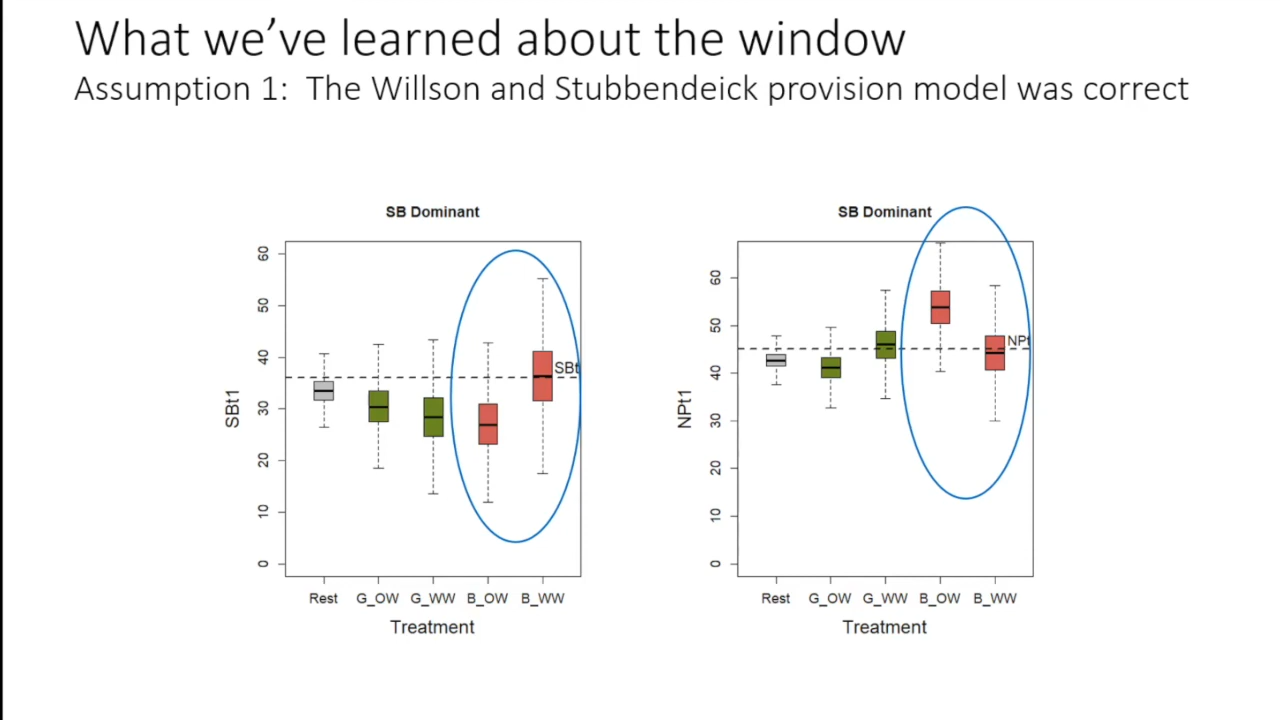 What we've learned about the window
Assumption 1:  The Willson and Stubbendeick provision model was correct
SB Dominant
SBt1
60
50
40
30
20
10
0
SBt
Rest G_OW G_WW B_OW B_WW
Treatment
SB Dominant
NPt1
60
50
40
30
20
10
0
NPt
Rest G_OW G_WW B_OW B_WW
Treatment